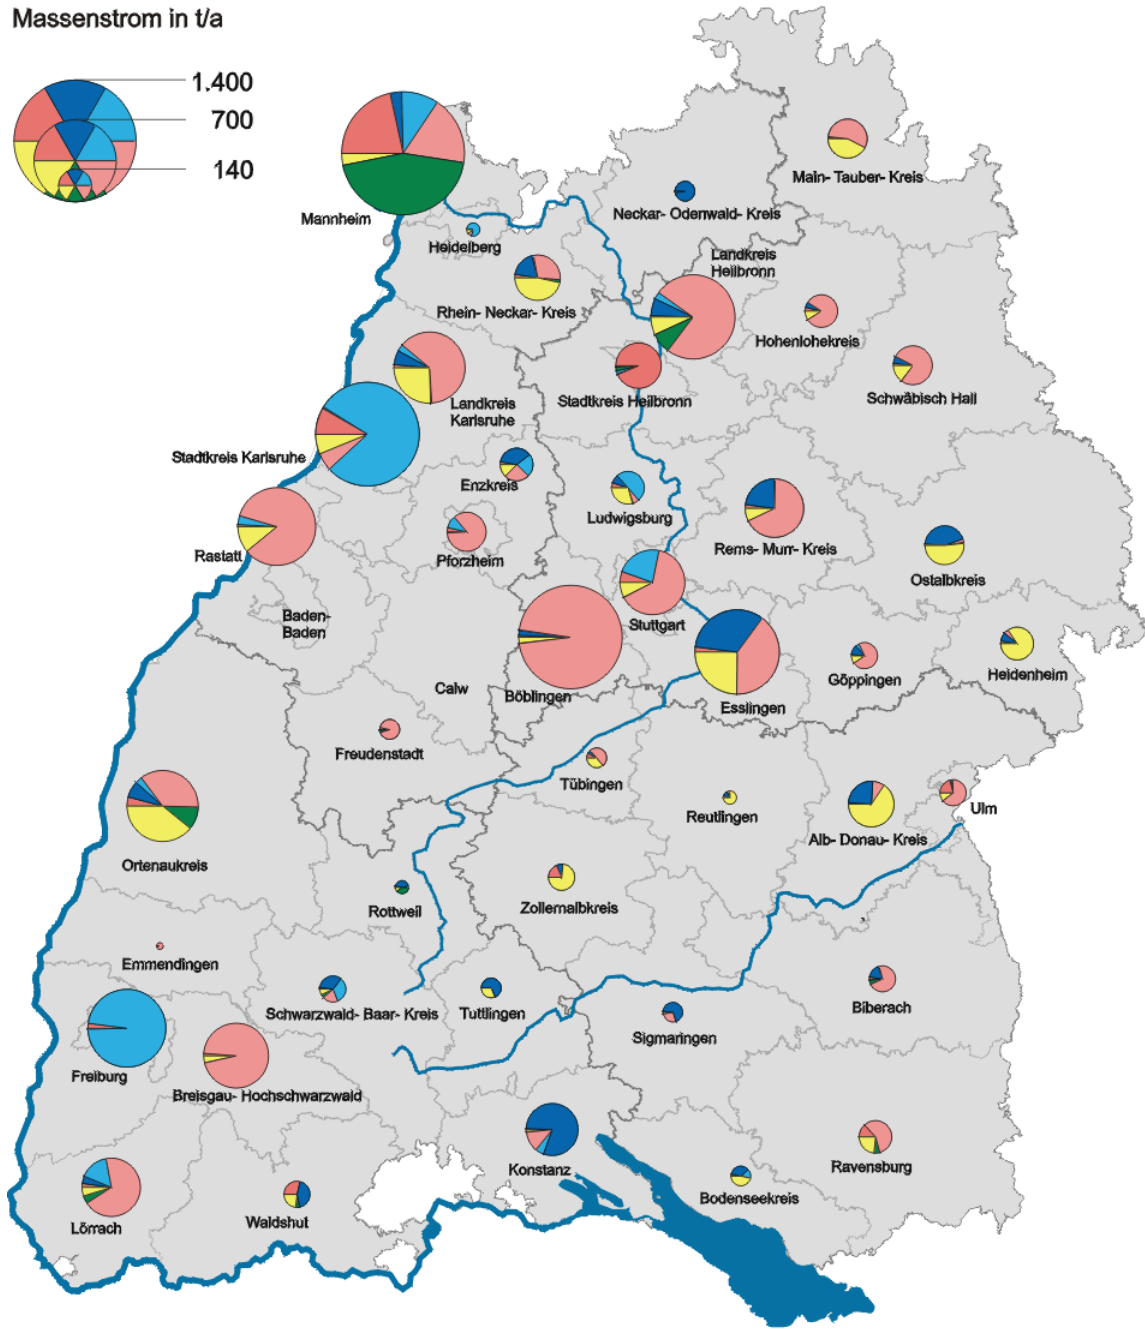 Massenstrom in t/a
1.400
700
140
Mannheim
Main- Tauber- Kreis
Neckar- Odenwald- Kreis
Heidelberg
Landkreis
Heilbronn
Rhein- Neckar- Kreis
Hohenlohekreis
Schwäbisch Hall
Stadtkreis Heilbronn
Landkreis
Karlsruhe
Stadtkreis Karlsruhe
Enzkreis
Ludwigsburg
Rems- Murr- Kreis
Rastatt
Pforzheim
Ostalbkreis
Baden-
Baden
Stuttgart
Calw
Böblingen
Esslingen
Göppingen
Heidenheim
Freudenstadt
Tübingen
Reutlingen
Ulm
Alb- Donau- Kreis
Ortenaukreis
Rottweil
Zollernalbkreis
Emmendingen
Schwarzwald- Baar- Kreis
Tuttlingen
Biberach
Sigmaringen
Freiburg
Breisgau- Hochschwarzwald
Konstanz
Ravensburg
Bodenseekreis
Lörrach
Waldshut